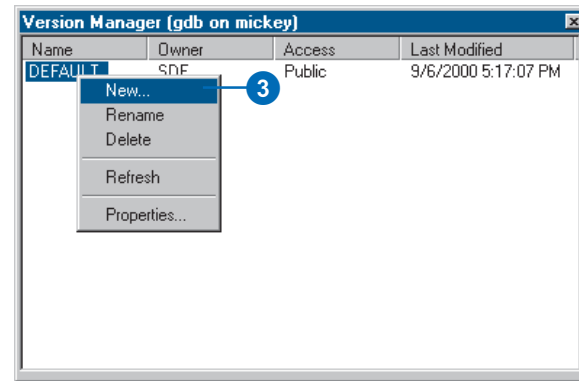 Version Manager (gdb on mickey)
Name Owner Access Last Modified
DEFAULT SDE Public 9/6/2000 5:17:07 PM
New... 3
Rename
Delete
Refresh
Properties...